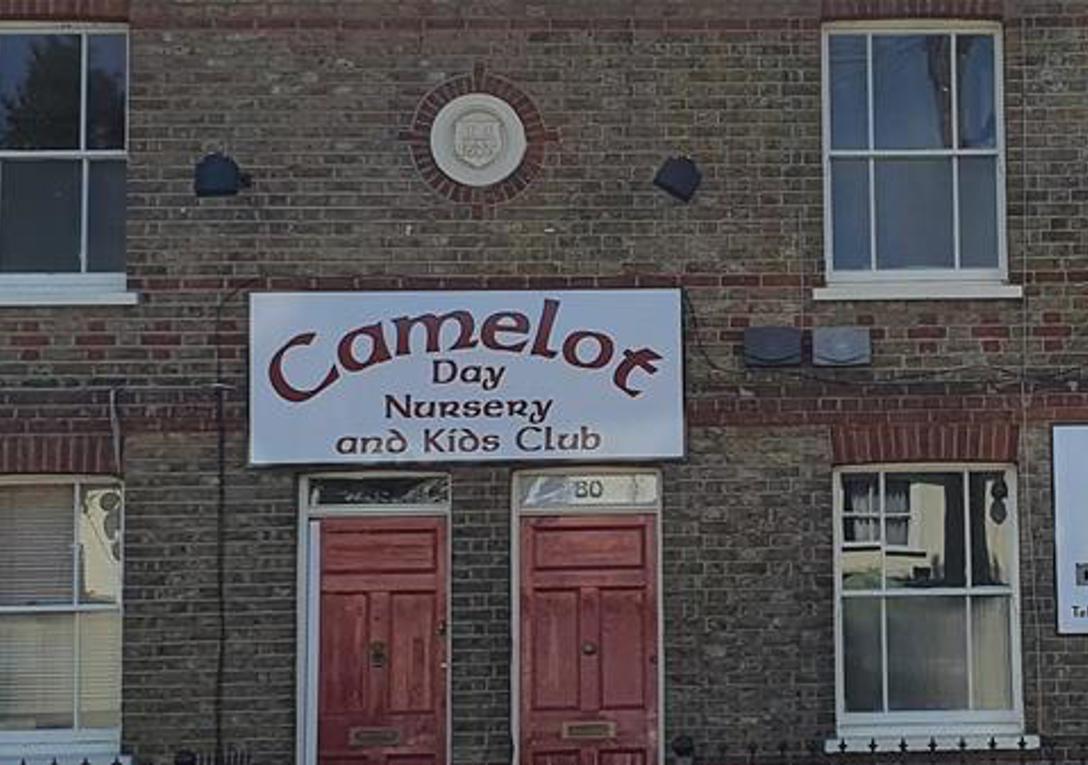 Camelot
Day
Nursery
and Kids Club
80